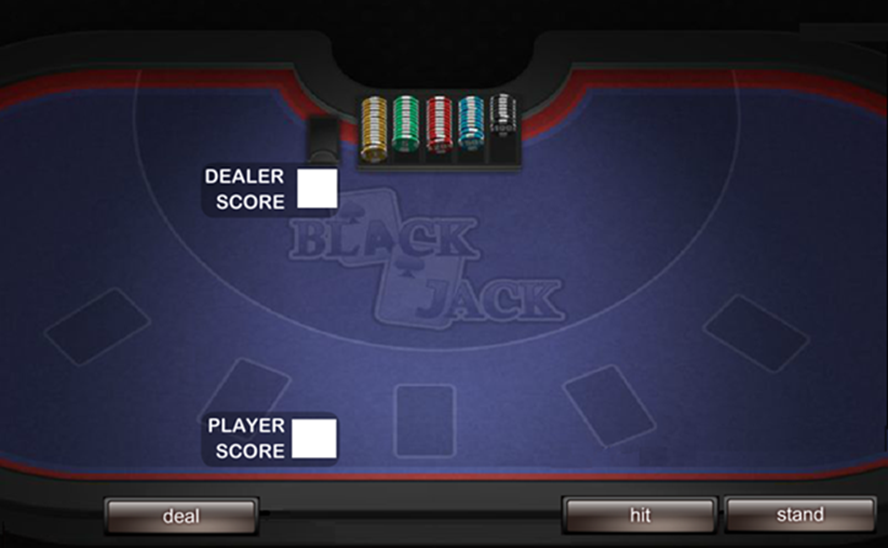 DEALER
SCORE
BLACK
JACK
PLAYER
SCORE
deal
hit
stand